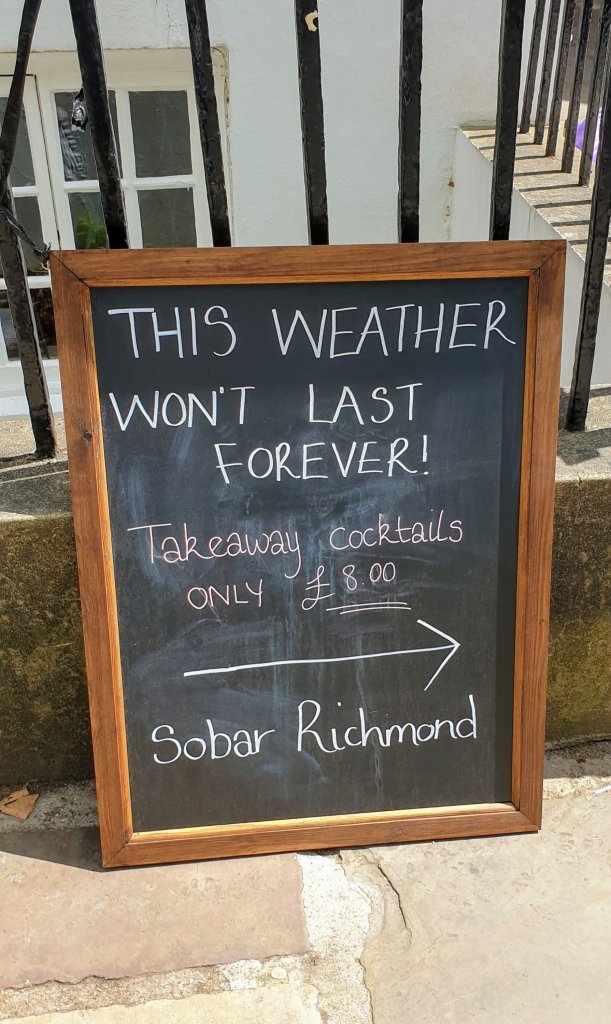 THIS WEATHER
WON'T LAST
FOREVER!
Takeaway cocktails
ONLY £8.00
Sobar Richmond